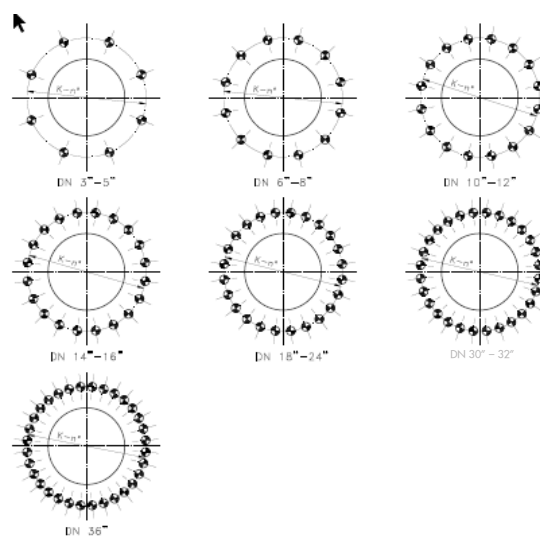 K-n°
K-n°
K-n°
DN 3"-5"
DN 6"-8"
DN 10"-12"
K-n°
K-n°
K-n°
DN 14"-16"
DN 18"-24"
DN 30" - 32"
K-n°
DN 36"